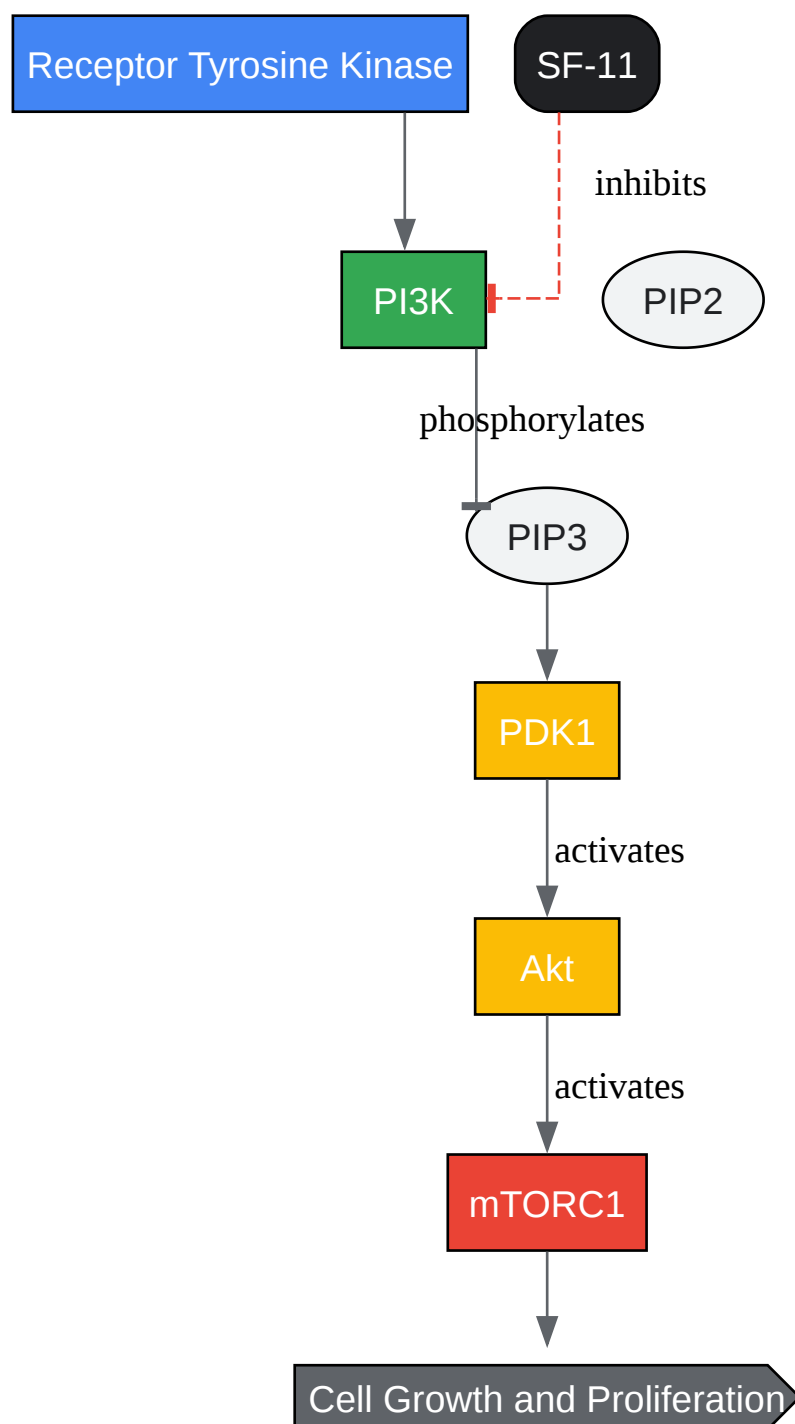 Receptor Tyrosine Kinase
SF-11
inhibits
PI3K
PIP2
phosphorylates
PIP3
PDK1
activates
Akt
activates
mTORC1
Cell Growth and Proliferation